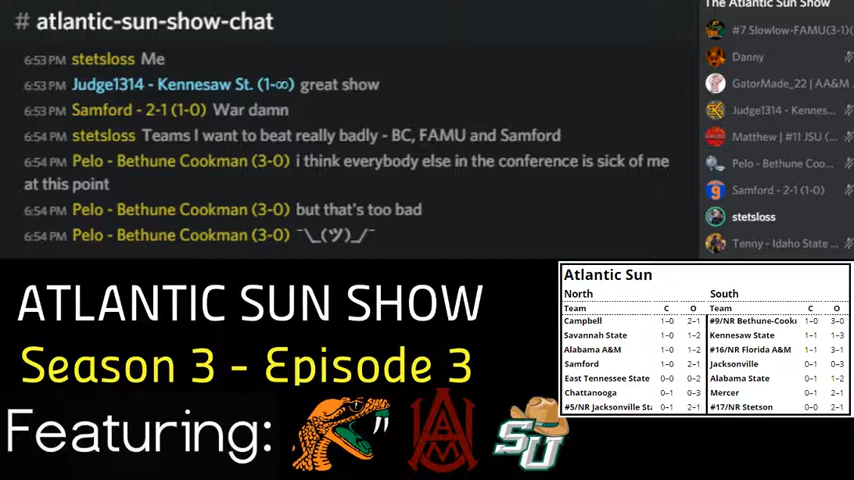 # atlantic-sun-show-chat
6:53 PM stetsloss Me
6:53 PM Judge1314 - Kennesaw St. (1-∞) great show
6:53 PM Samford - 2-1 (1-0) War damn
6:54 PM stetsloss Teams I want to beat really badly - BC, FAMU and Samford
6:54 PM Pelo - Bethune Cookman (3-0) i think everybody else in the conference is sick of me
at this point
6:54 PM Pelo - Bethune Cookman (3-0) but that's too bad
6:54 PM Pelo - Bethune Cookman (3-0) ¯\_(ツ)_/¯
The Atlantic Sun Show
#7 Slowlow-FAMU(3-1)(
Danny
GatorMade_22 | AA&M
Judge1314 - Kennes...
Matthew | #11 JSU (...
Pelo - Bethune Coo...
Samford - 2-1 (1-0)
9
stetsloss
Tenny - Idaho State ...
ATLANTIC SUN SHOW
Season 3 - Episode 3
Featuring:
AAM
SU
Atlantic Sun
North South
Team C O Team C O
Campbell 1-0 2-1 #9/NR Bethune-Cook 1-0 3-0
Savannah State 1-0 1-2 Kennesaw State 1-1 1-3
Alabama A&M 1-0 1-2 #16/NR Florida A&M 1-1 3-1
Samford 1-0 2-1 Jacksonville 0-1 0-3
East Tennessee State 0-0 0-2 Alabama State 0-1 1-2
Chattanooga 0-1 0-3 Mercer 0-1 2-1
#5/NR Jacksonville St 0-1 2-1 #17/NR Stetson 0-0 2-1